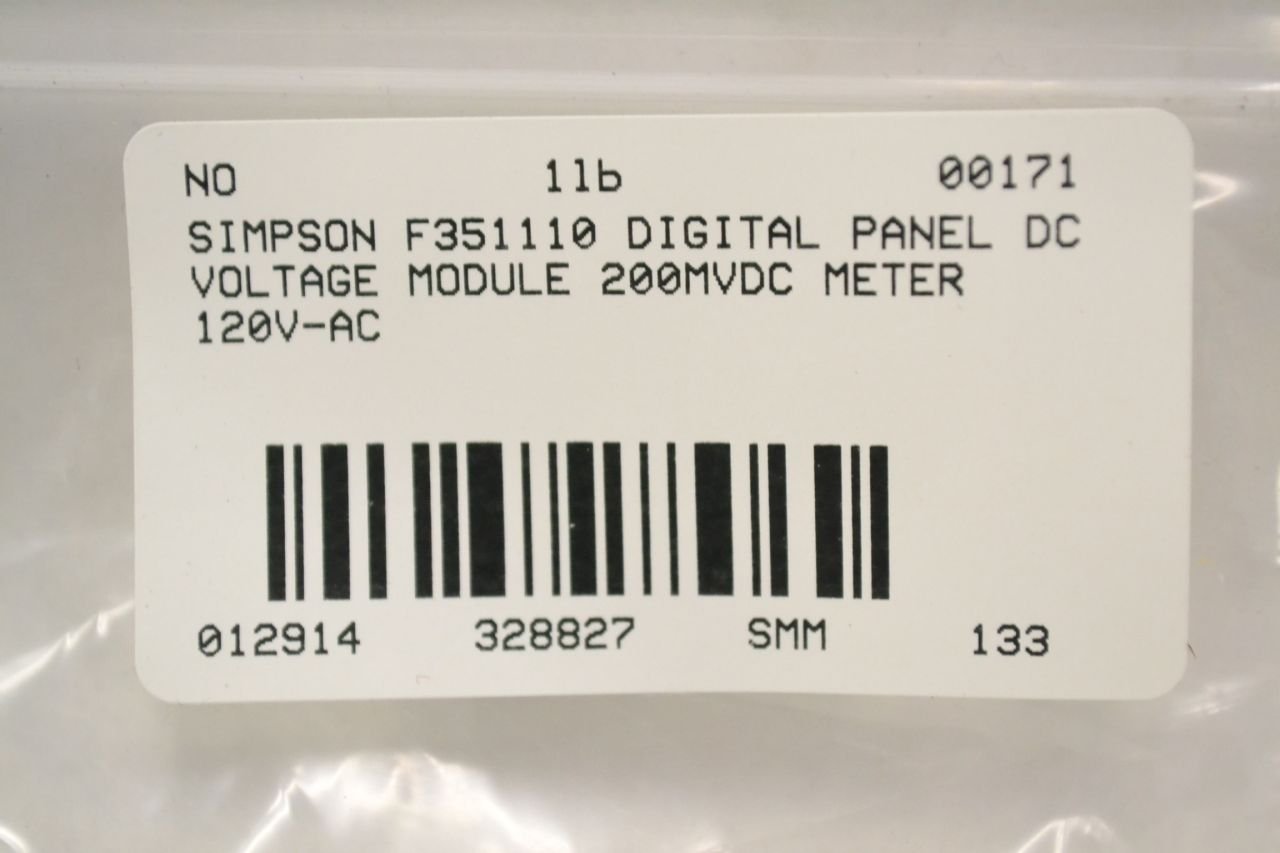 NO 1lb 00171
SIMPSON F351110 DIGITAL PANEL DC
VOLTAGE MODULE 200MVDC METER
120V-AC
012914 328827 SMM 133